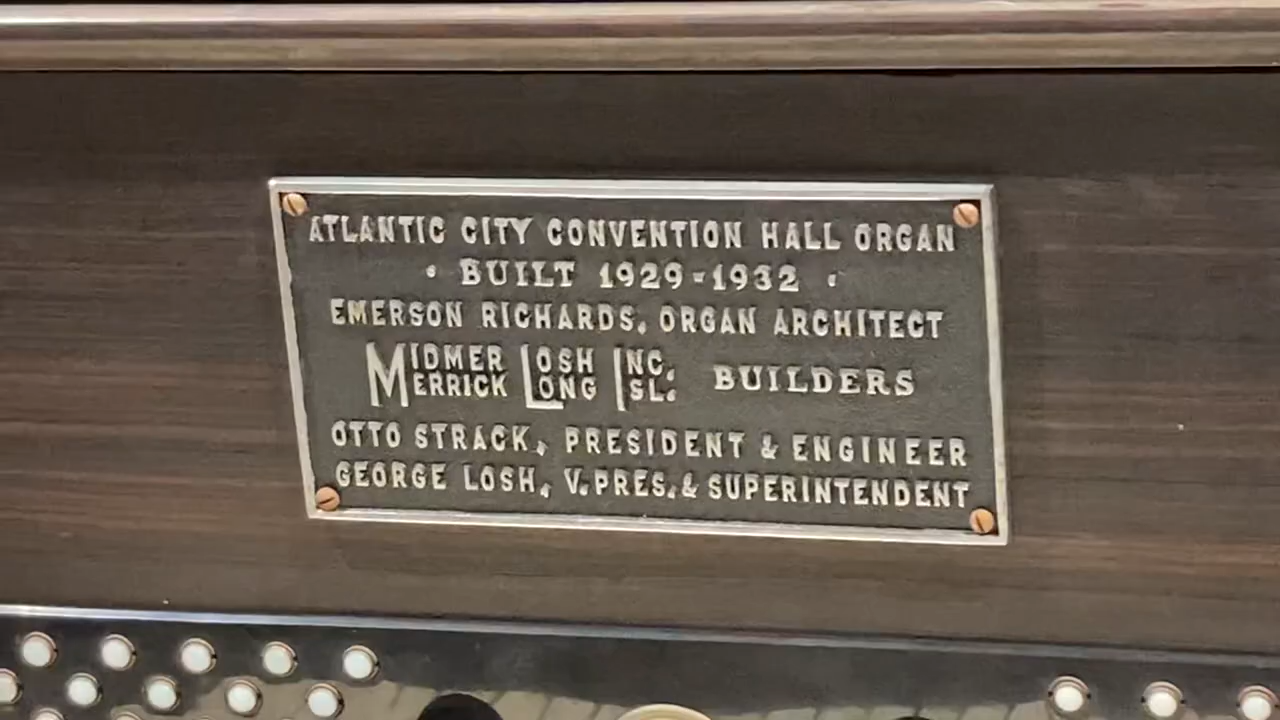 ATLANTIC CITY CONVENTION HALL ORGAN
· BUILT 1929-1932 ·
EMERSON RICHARDS, ORGAN ARCHITECT
MIDMER LOSH INC.
MERRICK LONG ISL. BUILDERS
OTTO STRACK, PRESIDENT & ENGINEER
GEORGE LOSH, V. PRES. & SUPERINTENDENT